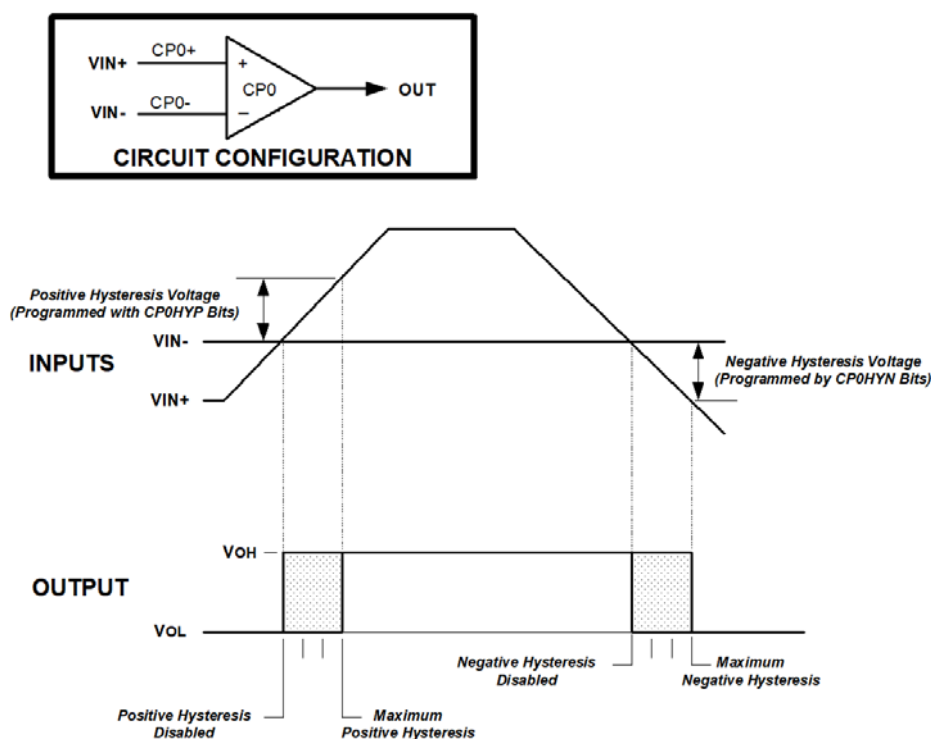 VIN+
CP0+
+
CP0
OUT
VIN-
CP0-
–
CIRCUIT CONFIGURATION
Positive Hysteresis Voltage
(Programmed with CP0HYP Bits)
VIN-
INPUTS
Negative Hysteresis Voltage
(Programmed by CP0HYN Bits)
VIN+
VOH
OUTPUT
VOL
Negative Hysteresis
Disabled
Maximum
Negative Hysteresis
Positive Hysteresis
Disabled
Maximum
Positive Hysteresis